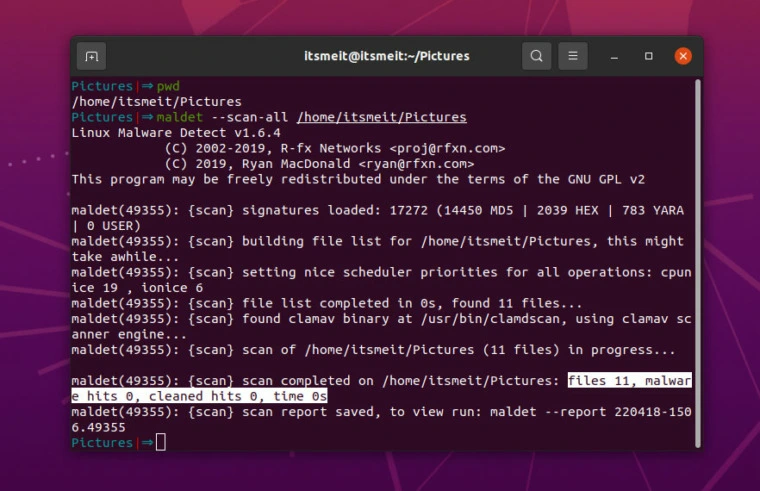 itsmeit@itsmeit:~/Pictures
Pictures|⇒ pwd
/home/itsmeit/Pictures
Pictures|⇒ maldet --scan-all /home/itsmeit/Pictures
Linux Malware Detect v1.6.4
(C) 2002-2019, R-fx Networks <proj@rfxn.com>
(C) 2019, Ryan MacDonald <ryan@rfxn.com>
This program may be freely redistributed under the terms of the GNU GPL v2
maldet(49355): {scan} signatures loaded: 17272 (14450 MD5 | 2039 HEX | 783 YARA
| 0 USER)
maldet(49355): {scan} building file list for /home/itsmeit/Pictures, this might
take awhile...
maldet(49355): {scan} setting nice scheduler priorities for all operations: cpun
ice 19 , ionice 6
maldet(49355): {scan} file list completed in 0s, found 11 files...
maldet(49355): {scan} found clamav binary at /usr/bin/clamdscan, using clamav sc
anner engine...
maldet(49355): {scan} scan of /home/itsmeit/Pictures (11 files) in progress...
maldet(49355): {scan} scan completed on /home/itsmeit/Pictures: files 11, malwar
e hits 0, cleaned hits 0, time 0s
maldet(49355): {scan} scan report saved, to view run: maldet --report 220418-150
6.49355
Pictures|⇒